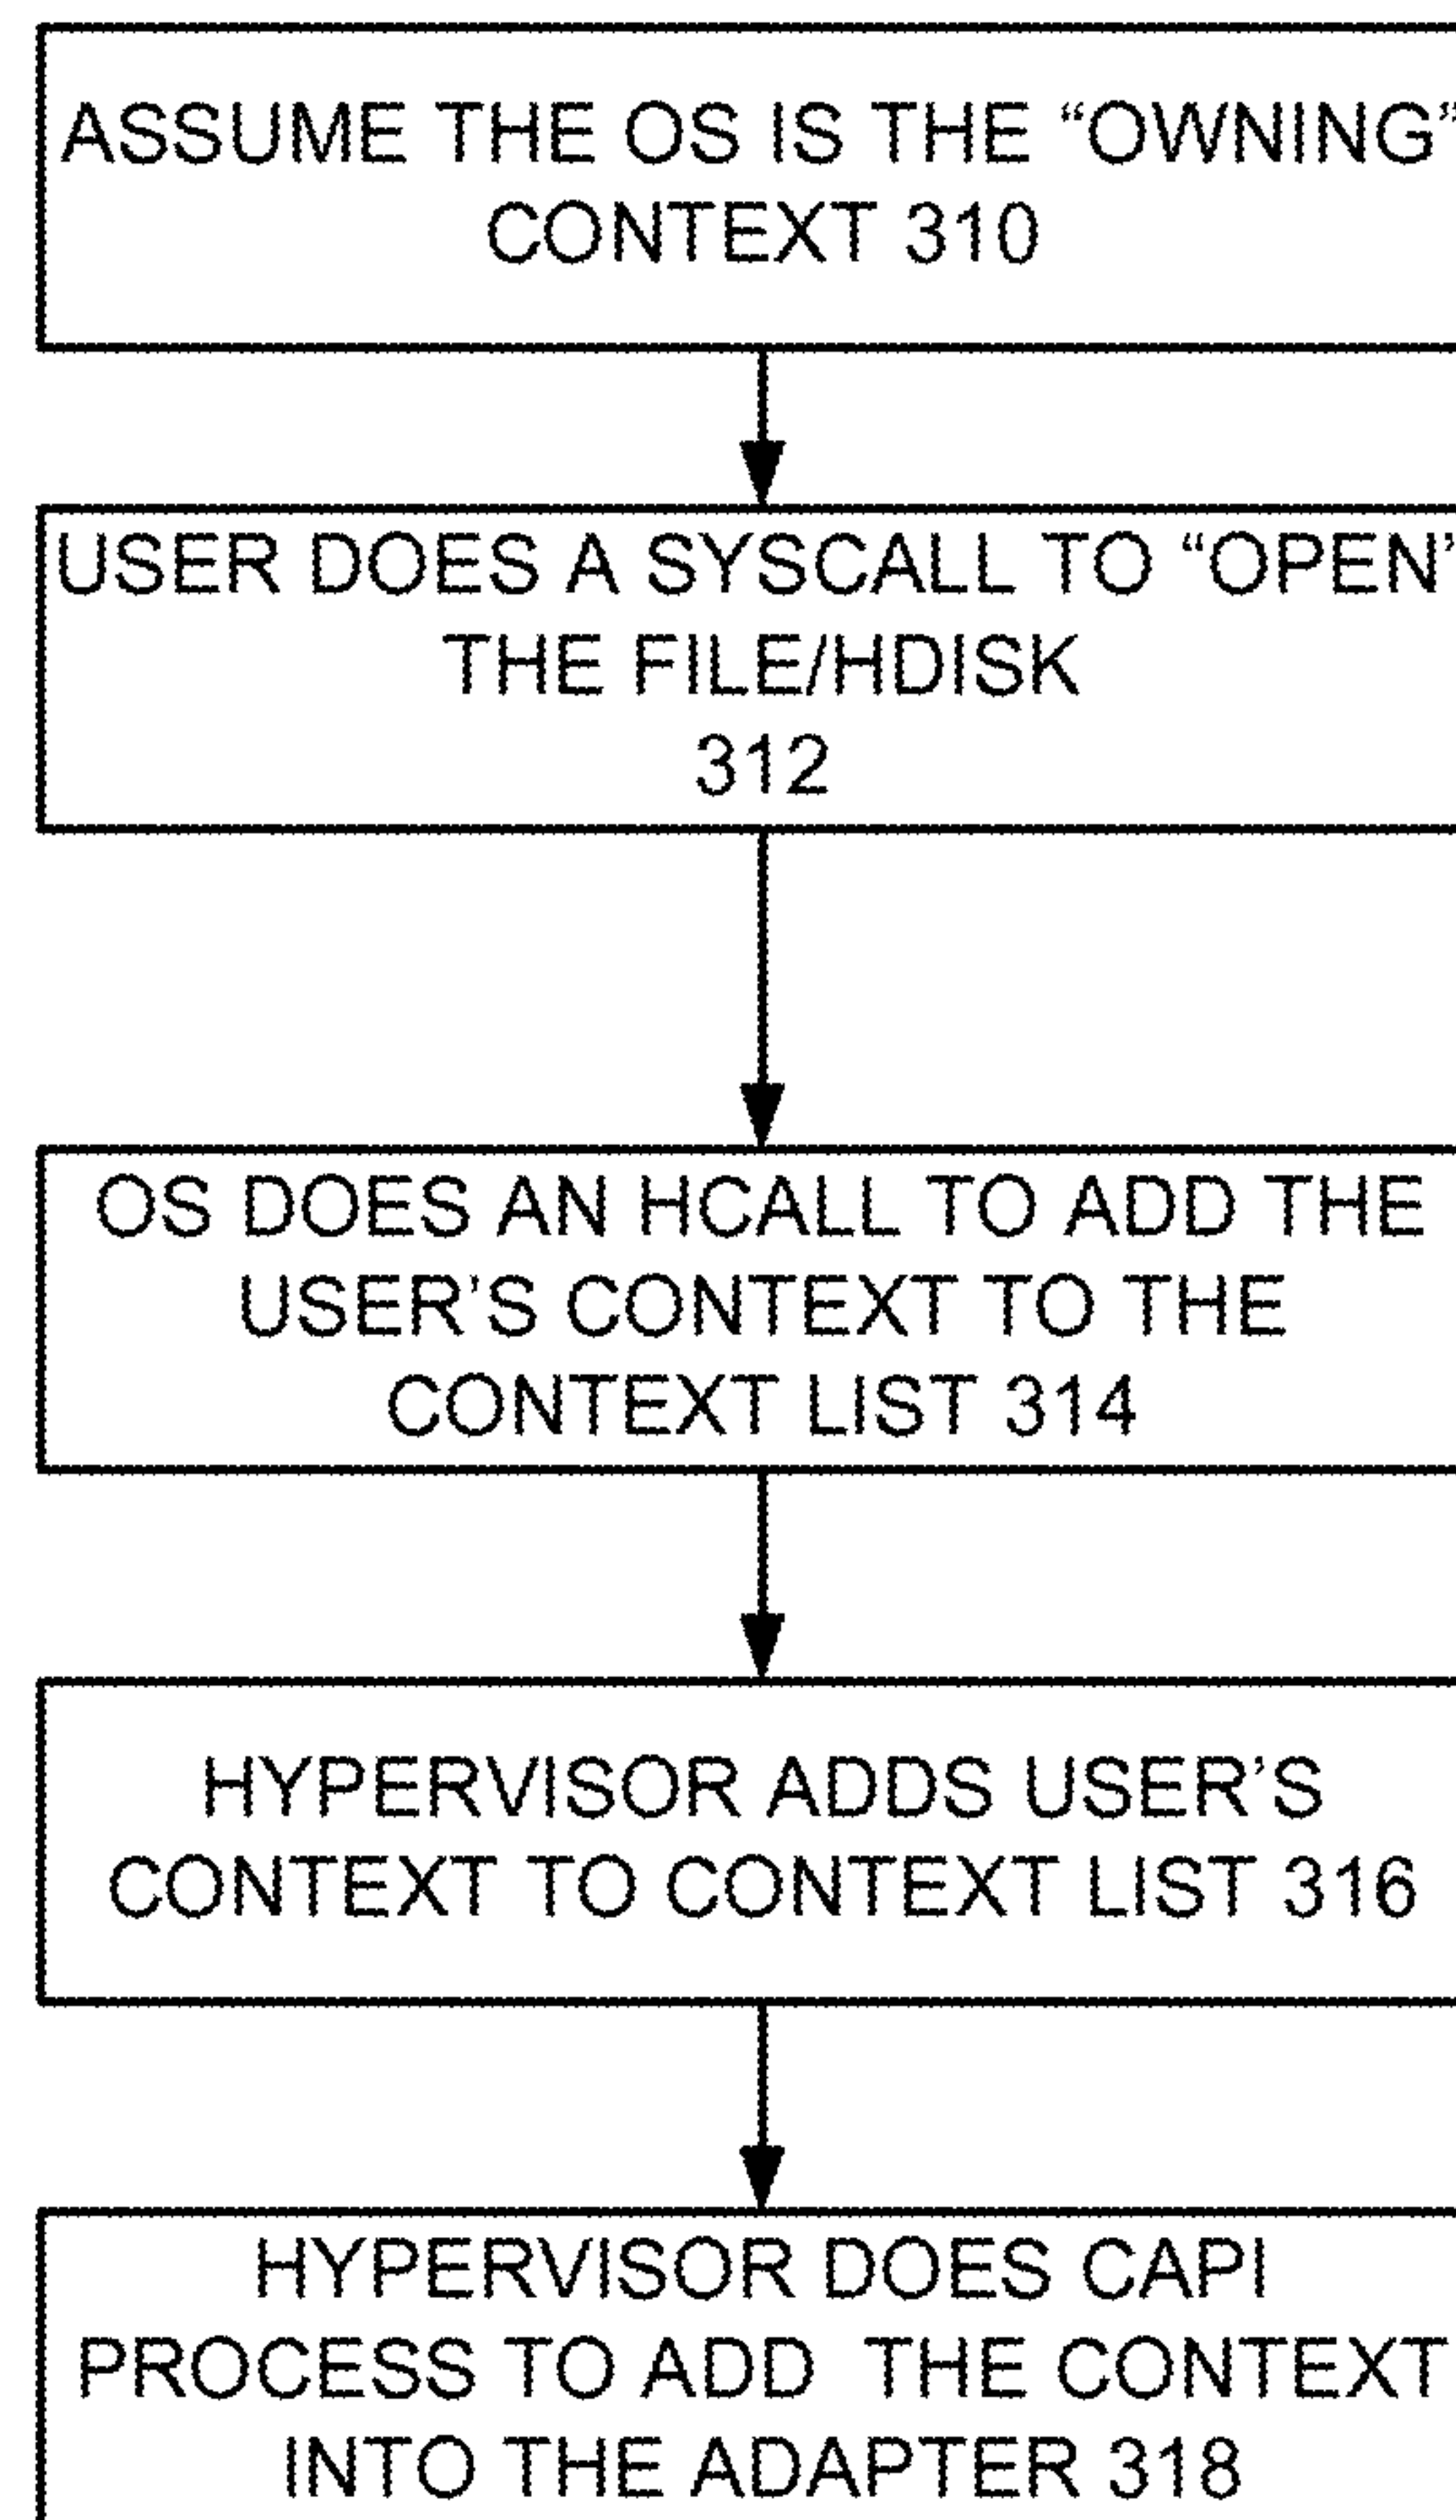 ASSUME THE OS IS THE “OWNING”
CONTEXT 310
USER DOES A SYSCALL TO “OPEN”
THE FILE/HDISK
312
OS DOES AN HCALL TO ADD THE
USER’S CONTEXT TO THE
CONTEXT LIST 314
HYPERVISOR ADDS USER’S
CONTEXT TO CONTEXT LIST 316
HYPERVISOR DOES CAPI
PROCESS TO ADD THE CONTEXT
INTO THE ADAPTER 318